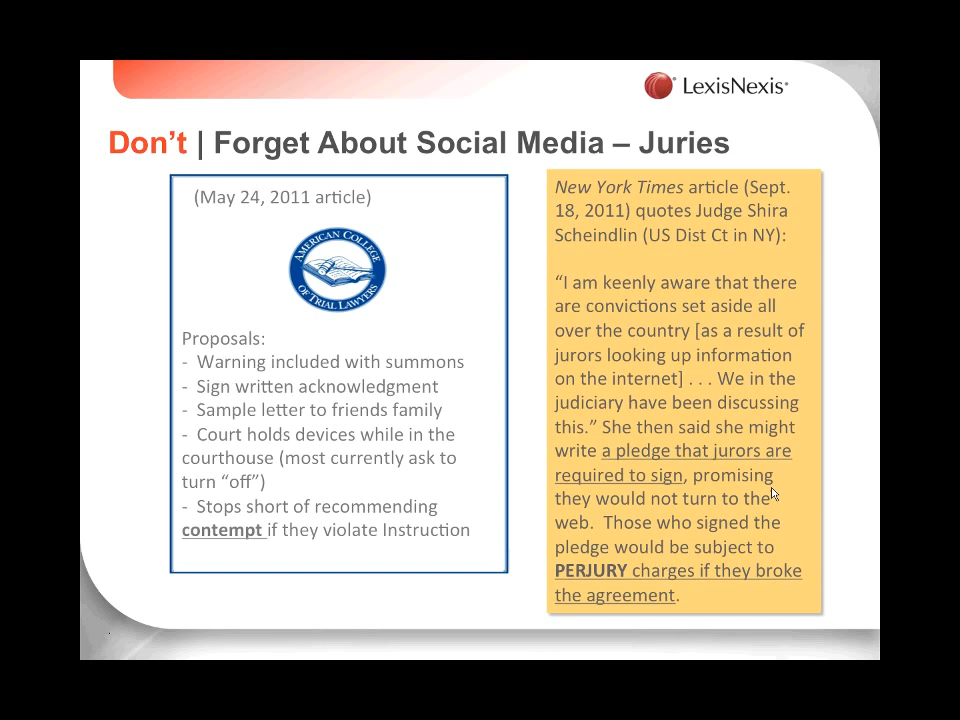 LexisNexis®
Don't | Forget About Social Media – Juries
(May 24, 2011 article)
AMERICAN COLLEGE
OF TRIAL LAWYERS
Proposals:
- Warning included with summons
- Sign written acknowledgment
- Sample letter to friends family
- Court holds devices while in the
courthouse (most currently ask to
turn “off”)
- Stops short of recommending
contempt if they violate Instruction
New York Times article (Sept.
18, 2011) quotes Judge Shira
Scheindlin (US Dist Ct in NY):
“I am keenly aware that there
are convictions set aside all
over the country [as a result of
jurors looking up information
on the internet] . . . We in the
judiciary have been discussing
this.” She then said she might
write a pledge that jurors are
required to sign, promising
they would not turn to the
web. Those who signed the
pledge would be subject to
PERJURY charges if they broke
the agreement.